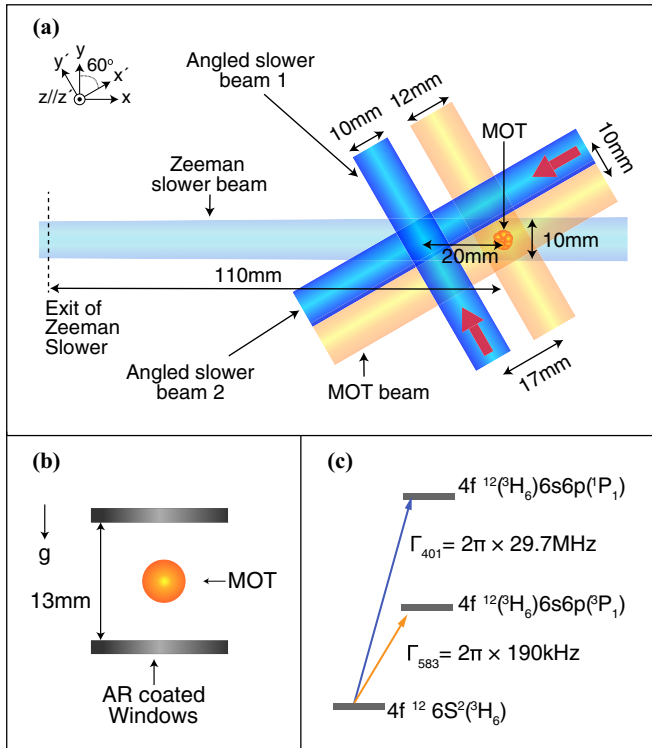 (a)
y´
y
60º
x´
z//z´
x
Angled slower
beam 1
12mm
10mm
MOT
Zeeman
slower beam
10mm
10mm
20mm
110mm
Exit of
Zeeman
Slower
17mm
Angled slower
beam 2
MOT beam
(b)
g
MOT
13mm
AR coated
Windows
(c)
4f ¹²(³H₆)6s6p(¹P₁)
Γ₄₀₁= 2π × 29.7MHz
4f ¹²(³H₆)6s6p(³P₁)
Γ₅₈₃= 2π × 190kHz
4f ¹² 6S²(³H₆)